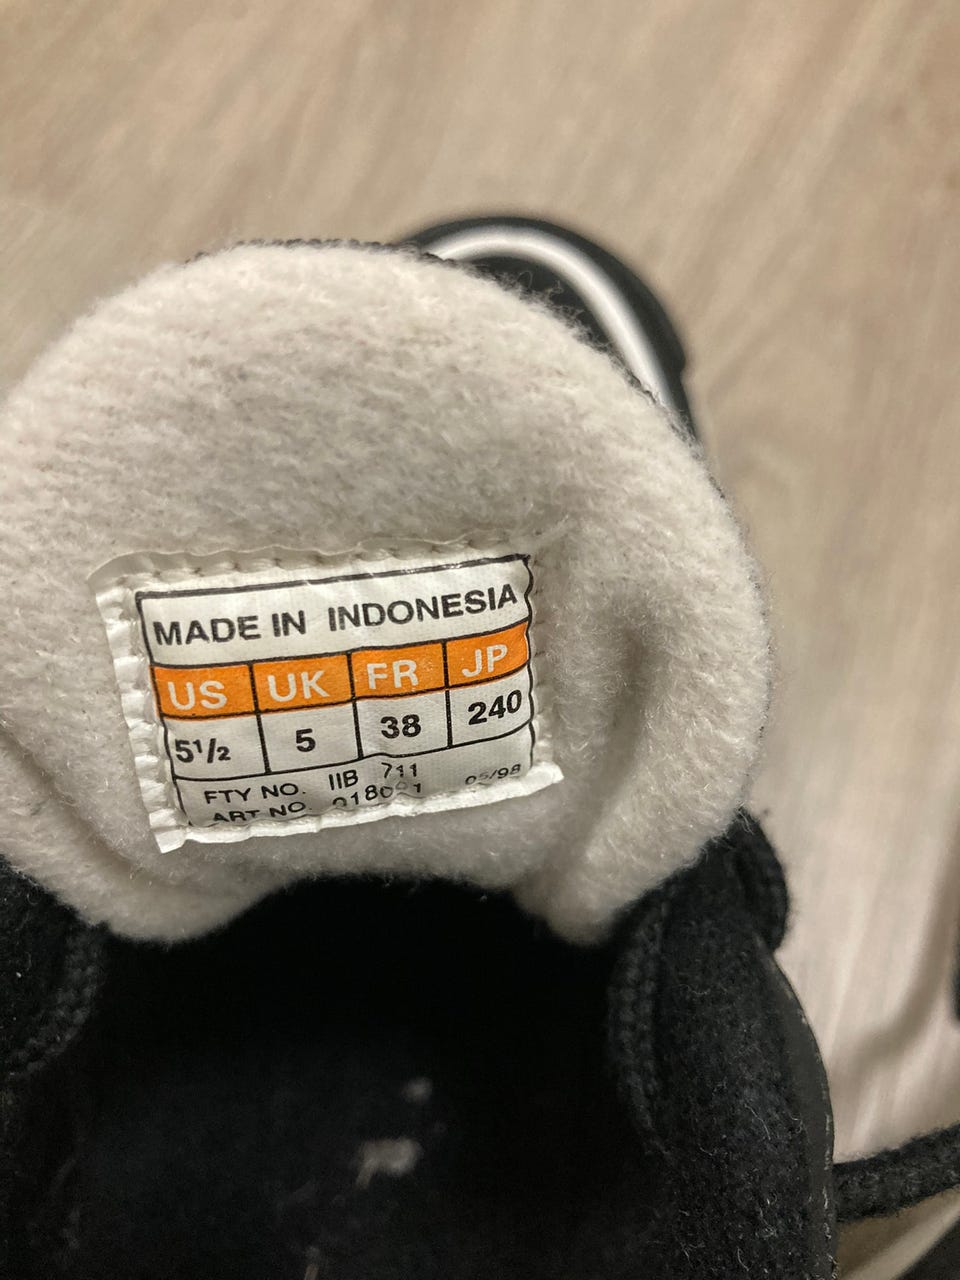 MADE IN INDONESIA
US UK FR JP
5½ 5 38 240
FTY NO. IIB 711 05/98
ART NO.